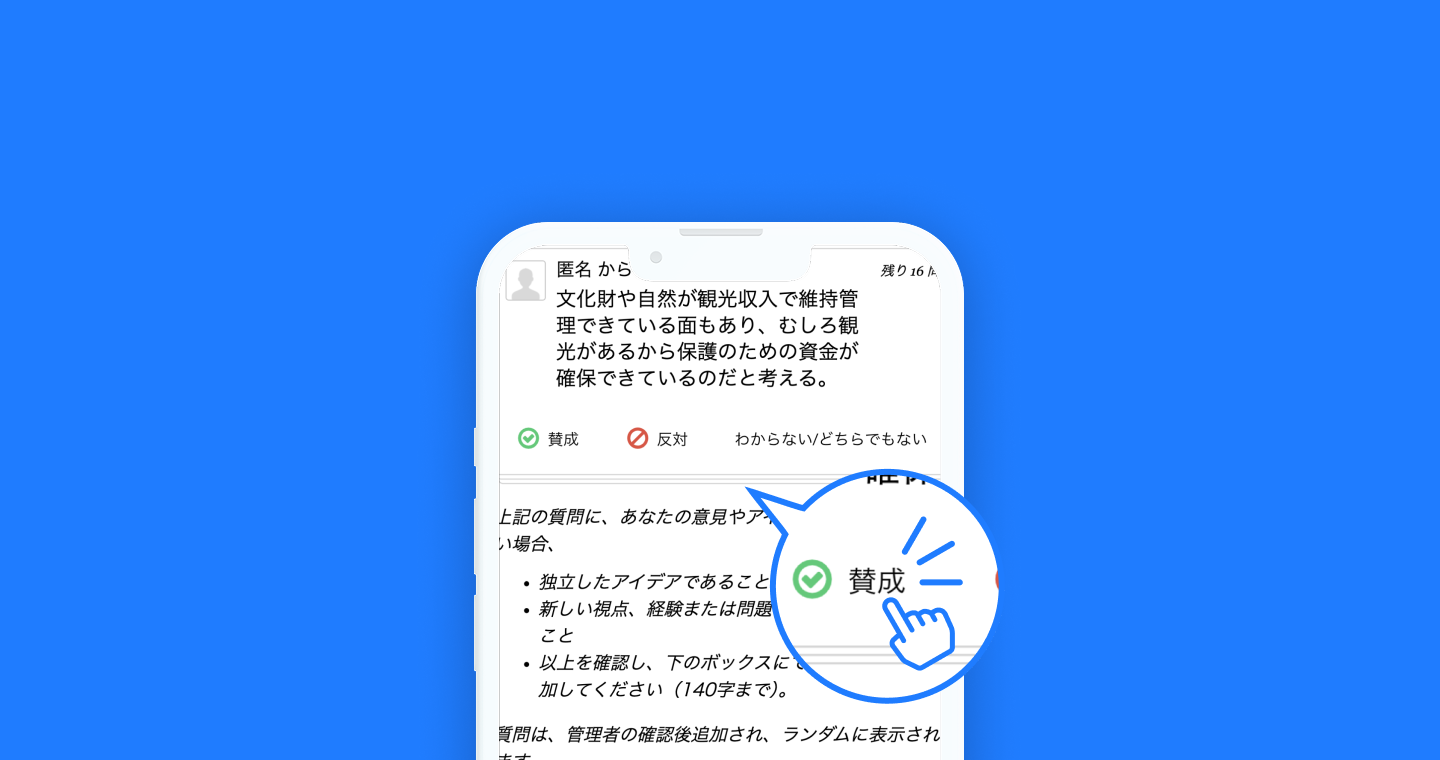 匿名 から
残り16
文化財や自然が観光収入で維持管
理できている面もあり、むしろ観
光があるから保護のための資金が
確保できているのだと考える。
賛成
反対
わからない/どちらでもない
上記の質問に、あなたの意見やアイ
い場合、
• 独立したアイデアであること
• 新しい視点、経験または問題
こと
• 以上を確認し、下のボックスにて
加してください（140字まで）。
賛成
質問は、管理者の確認後追加され、ランダムに表示され
ます